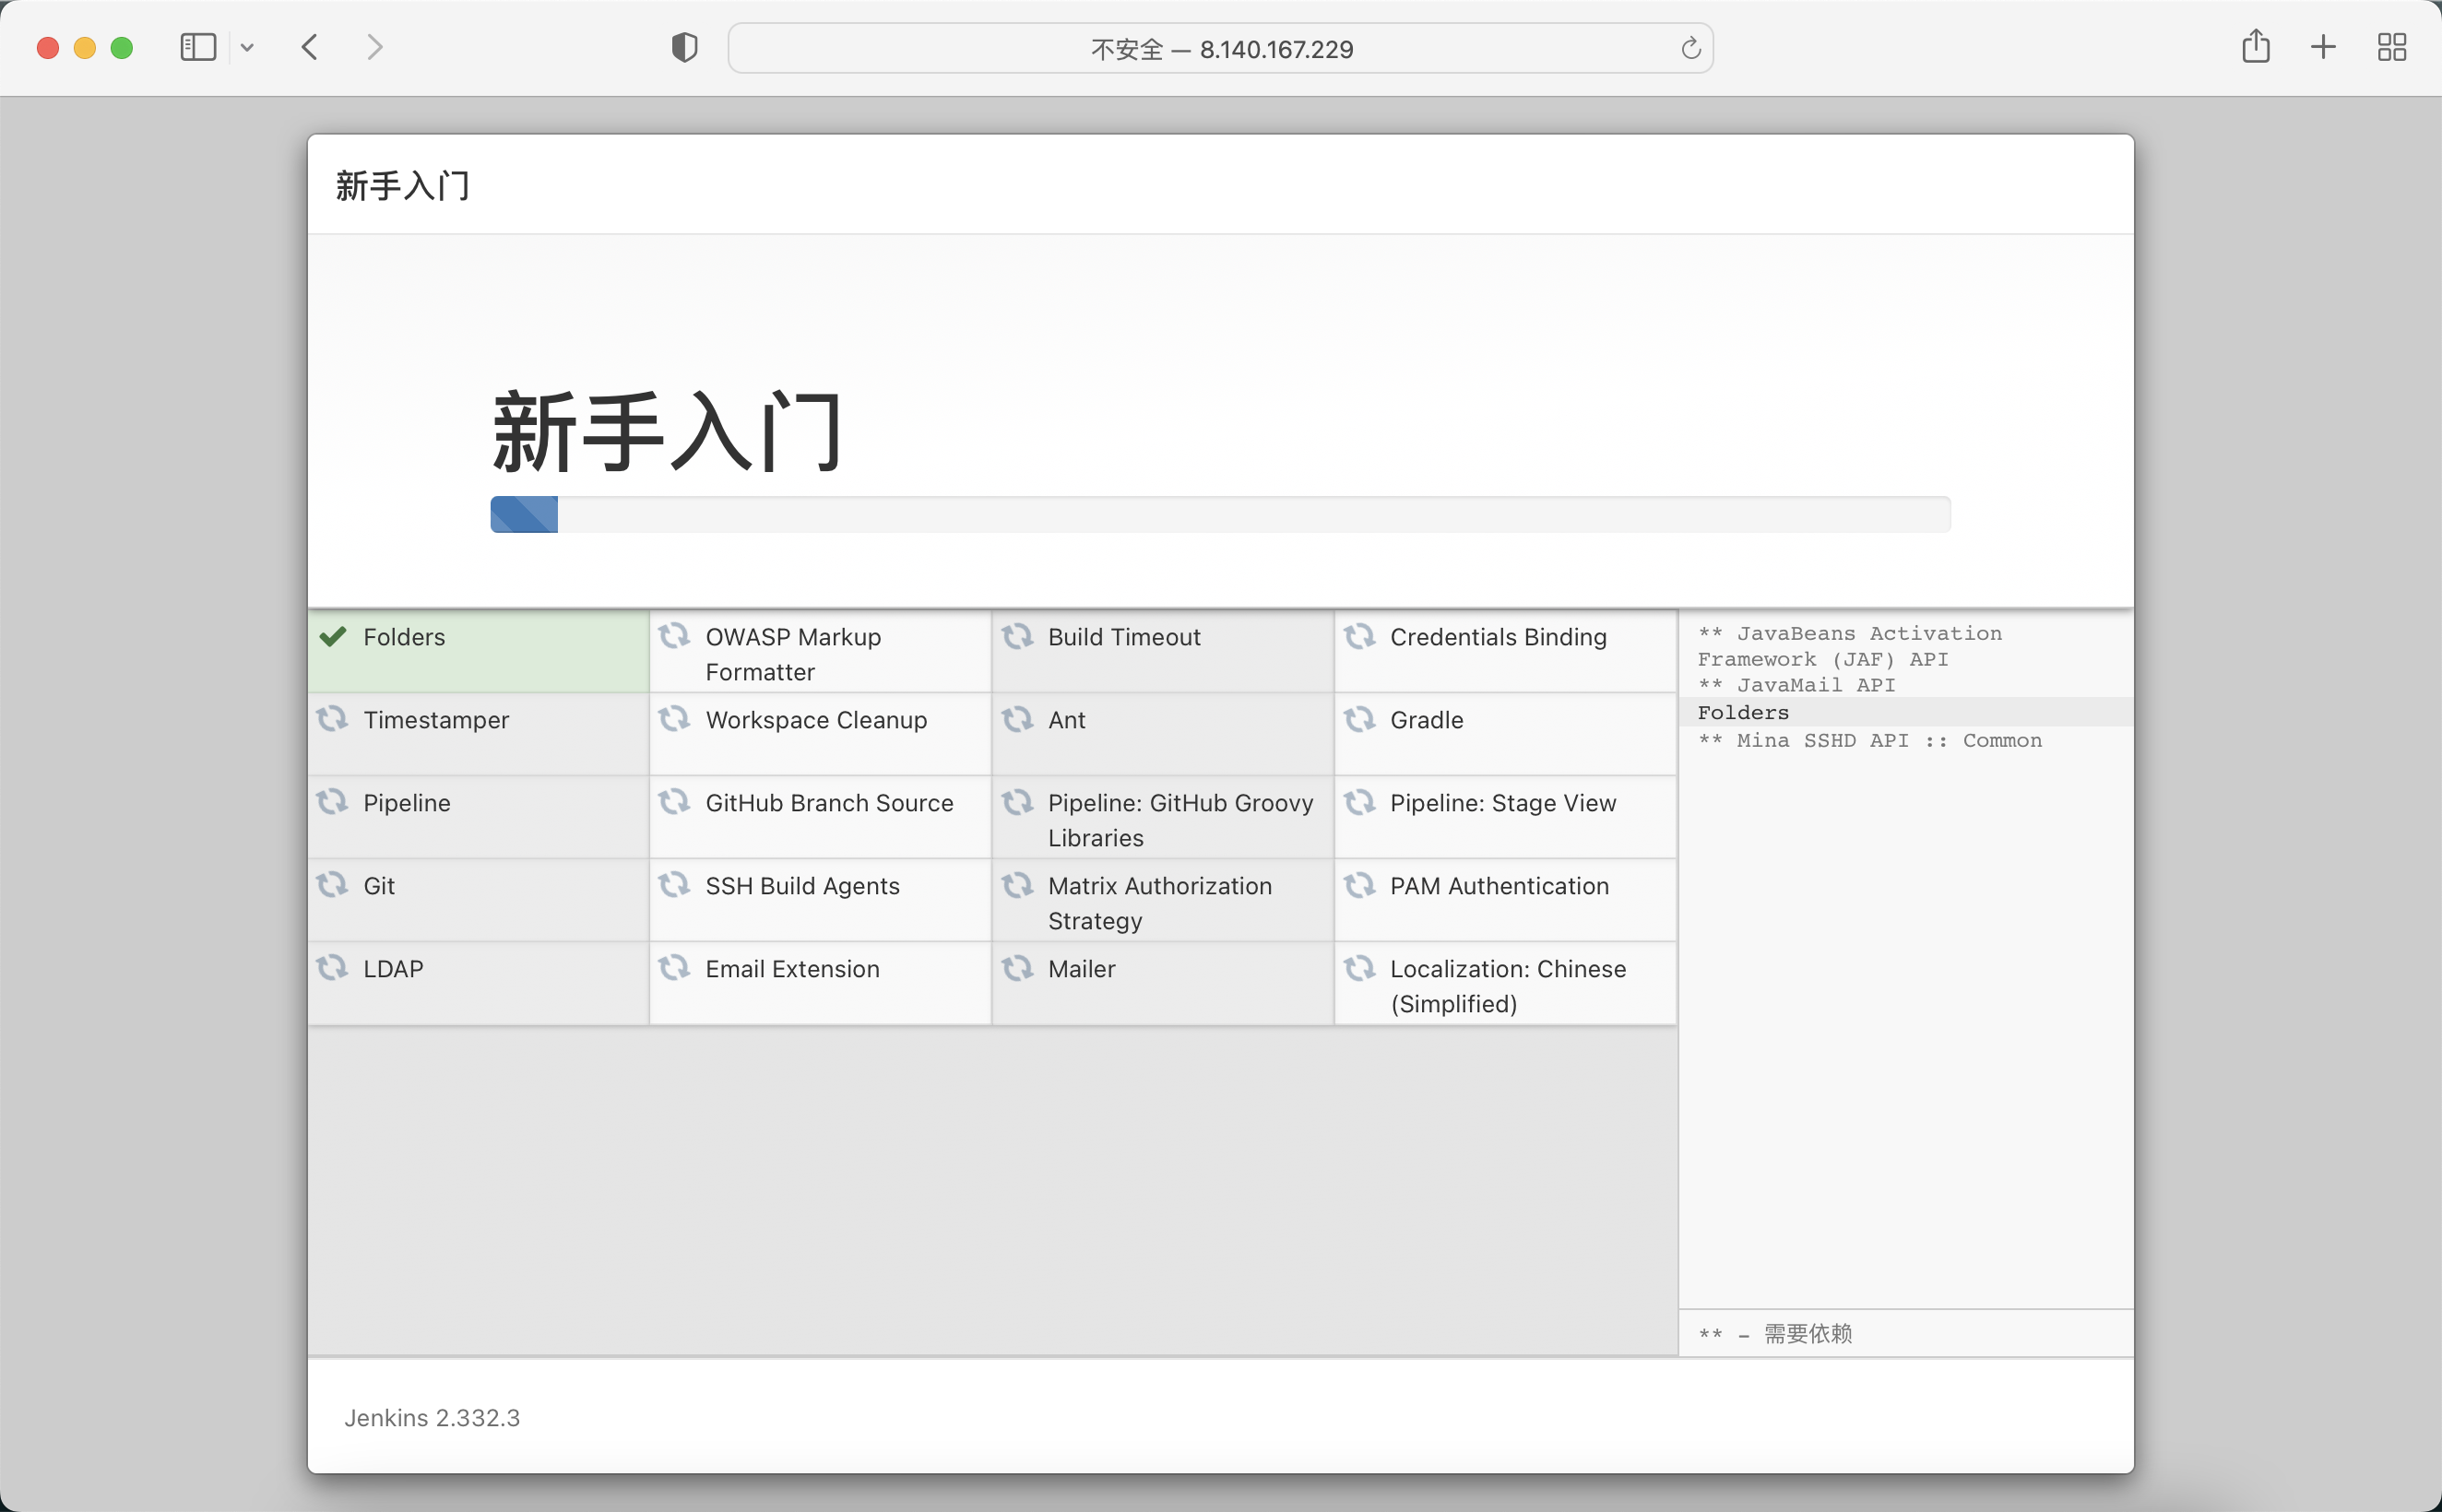 不安全 — 8.140.167.229
新手入门
新手入门
Folders
OWASP Markup
Formatter
Build Timeout
Credentials Binding
Timestamper
Workspace Cleanup
Ant
Gradle
Pipeline
GitHub Branch Source
Pipeline: GitHub Groovy
Libraries
Pipeline: Stage View
Git
SSH Build Agents
Matrix Authorization
Strategy
PAM Authentication
LDAP
Email Extension
Mailer
Localization: Chinese
(Simplified)
** JavaBeans Activation
Framework (JAF) API
** JavaMail API
Folders
** Mina SSHD API :: Common
** - 需要依赖
Jenkins 2.332.3